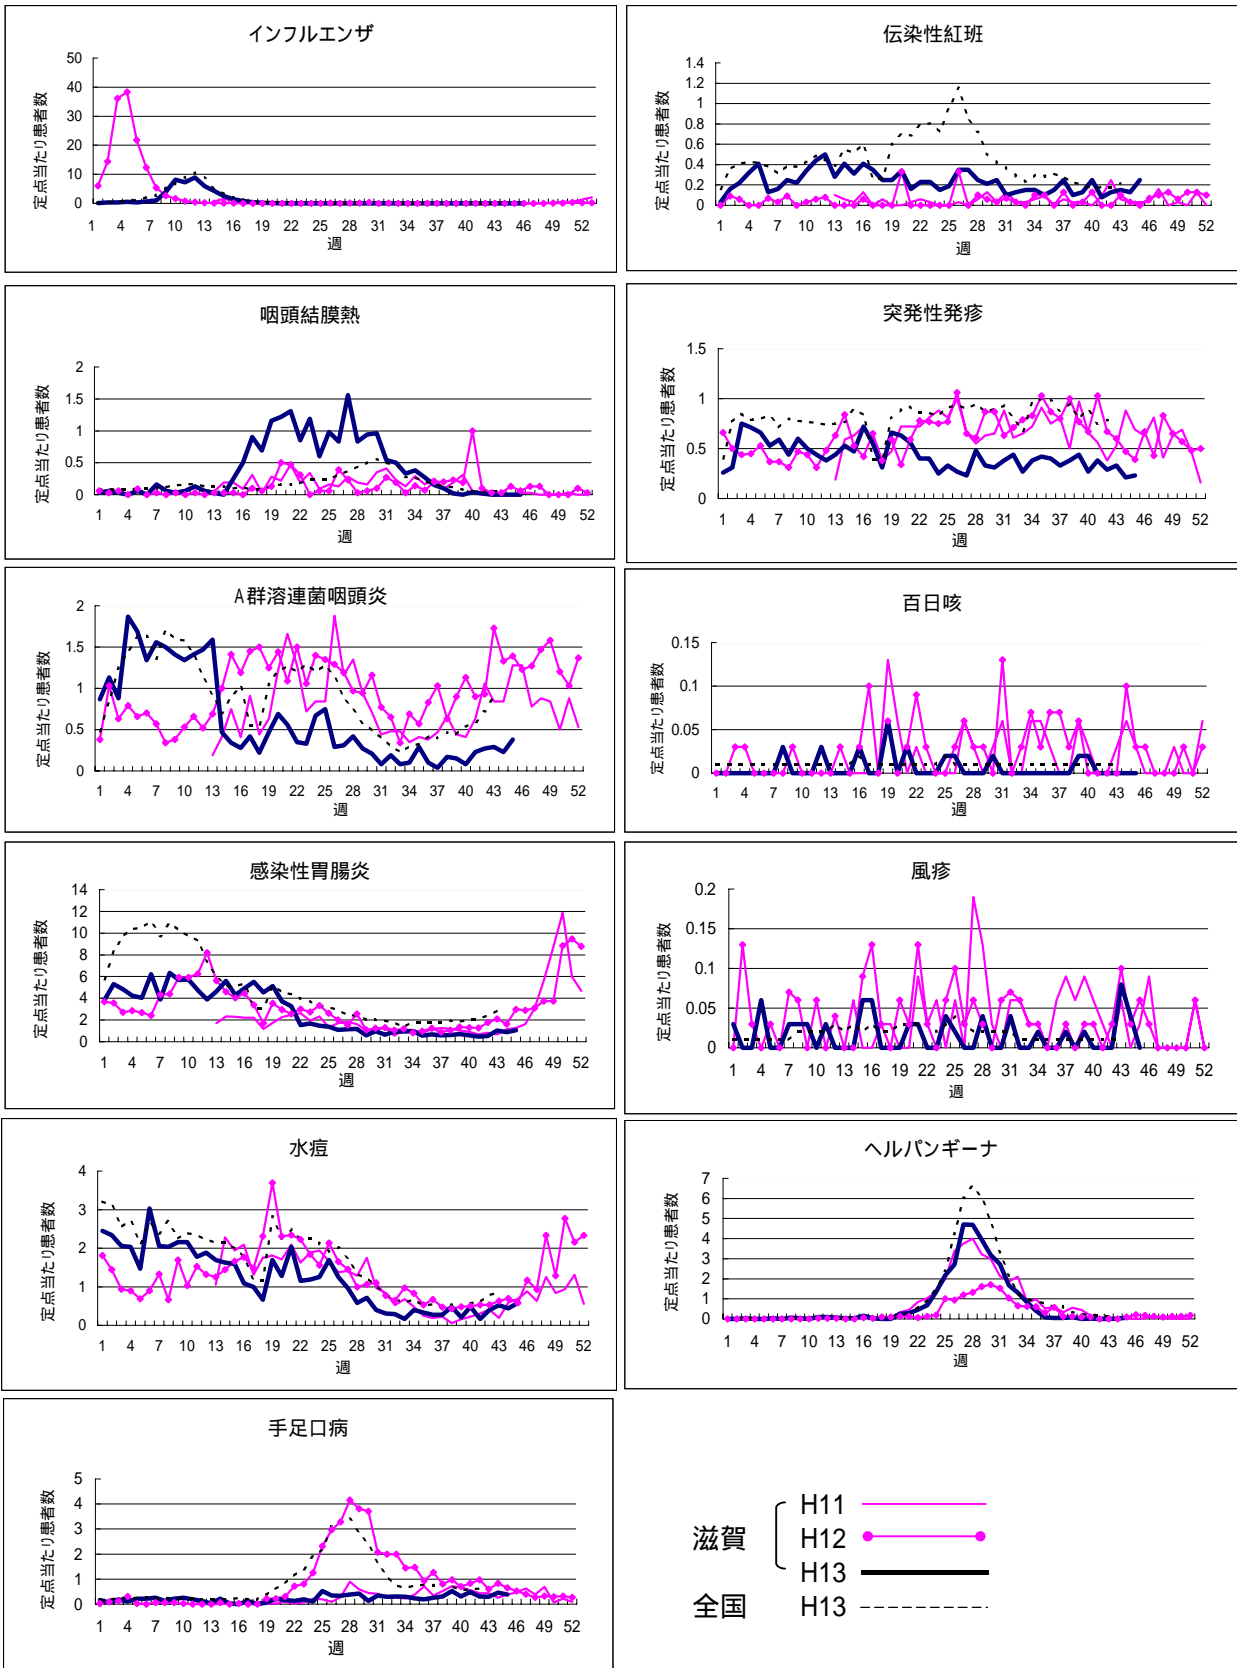 インフルエンザ
定点当たり患者数
50
40
30
20
10
0
1 4 7 10 13 16 19 22 25 28 31 34 37 40 43 46 49 52
週
伝染性紅班
定点当たり患者数
1.4
1.2
1
0.8
0.6
0.4
0.2
0
1 4 7 10 13 16 19 22 25 28 31 34 37 40 43 46 49 52
週
咽頭結膜熱
定点当たり患者数
2
1.5
1
0.5
0
1 4 7 10 13 16 19 22 25 28 31 34 37 40 43 46 49 52
週
突発性発疹
定点当たり患者数
1.5
1
0.5
0
1 4 7 10 13 16 19 22 25 28 31 34 37 40 43 46 49 52
週
A群溶連菌咽頭炎
定点当たり患者数
2
1.5
1
0.5
0
1 4 7 10 13 16 19 22 25 28 31 34 37 40 43 46 49 52
週
百日咳
定点当たり患者数
0.15
0.1
0.05
0
1 4 7 10 13 16 19 22 25 28 31 34 37 40 43 46 49 52
週
感染性胃腸炎
定点当たり患者数
14
12
10
8
6
4
2
0
1 4 7 10 13 16 19 22 25 28 31 34 37 40 43 46 49 52
週
風疹
定点当たり患者数
0.2
0.15
0.1
0.05
0
1 4 7 10 13 16 19 22 25 28 31 34 37 40 43 46 49 52
週
水痘
定点当たり患者数
4
3
2
1
0
1 4 7 10 13 16 19 22 25 28 31 34 37 40 43 46 49 52
週
ヘルパンギーナ
定点当たり患者数
7
6
5
4
3
2
1
0
1 4 7 10 13 16 19 22 25 28 31 34 37 40 43 46 49 52
週
手足口病
定点当たり患者数
5
4
3
2
1
0
1 4 7 10 13 16 19 22 25 28 31 34 37 40 43 46 49 52
週
H11
滋賀 H12
H13
全国 H13